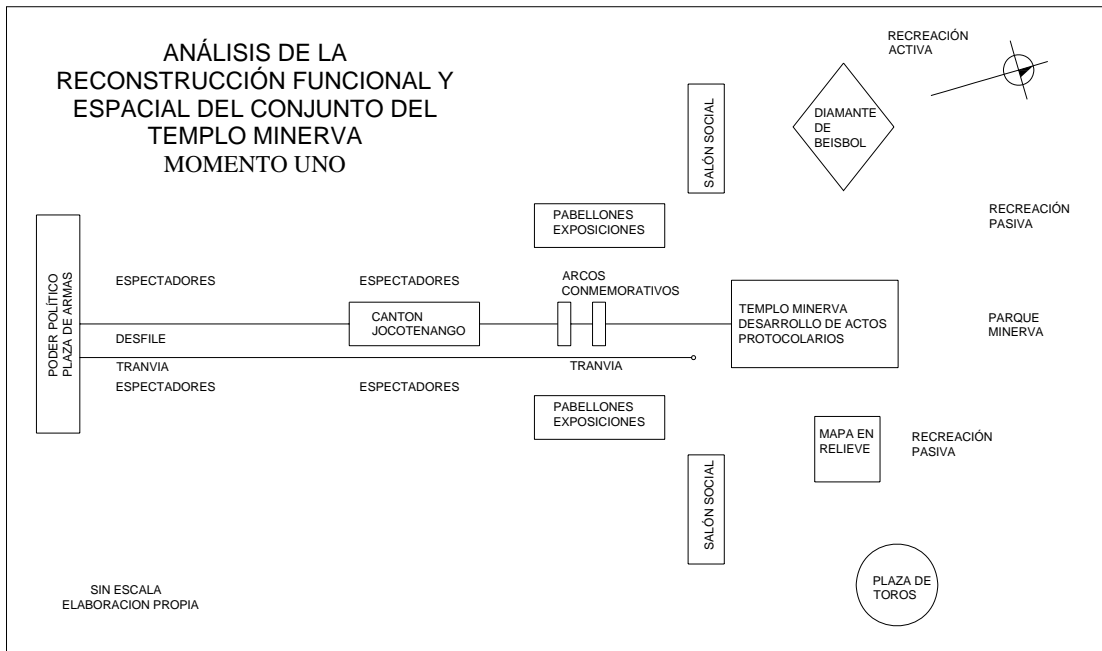 ANÁLISIS DE LA
RECONSTRUCCIÓN FUNCIONAL Y
ESPACIAL DEL CONJUNTO DEL
TEMPLO MINERVA
MOMENTO UNO
RECREACIÓN
ACTIVA
SALÓN SOCIAL
DIAMANTE
DE
BEISBOL
PABELLONES
EXPOSICIONES
RECREACIÓN
PASIVA
PODER POLÍTICO
PLAZA DE ARMAS
ESPECTADORES
ESPECTADORES
ARCOS
CONMEMORATIVOS
DESFILE
CANTON
JOCOTENANGO
TEMPLO MINERVA
DESARROLLO DE ACTOS
PROTOCOLARIOS
PARQUE
MINERVA
TRANVIA
TRANVIA
ESPECTADORES
ESPECTADORES
PABELLONES
EXPOSICIONES
MAPA EN
RELIEVE
RECREACIÓN
PASIVA
SALÓN SOCIAL
PLAZA DE
TOROS
SIN ESCALA
ELABORACION PROPIA